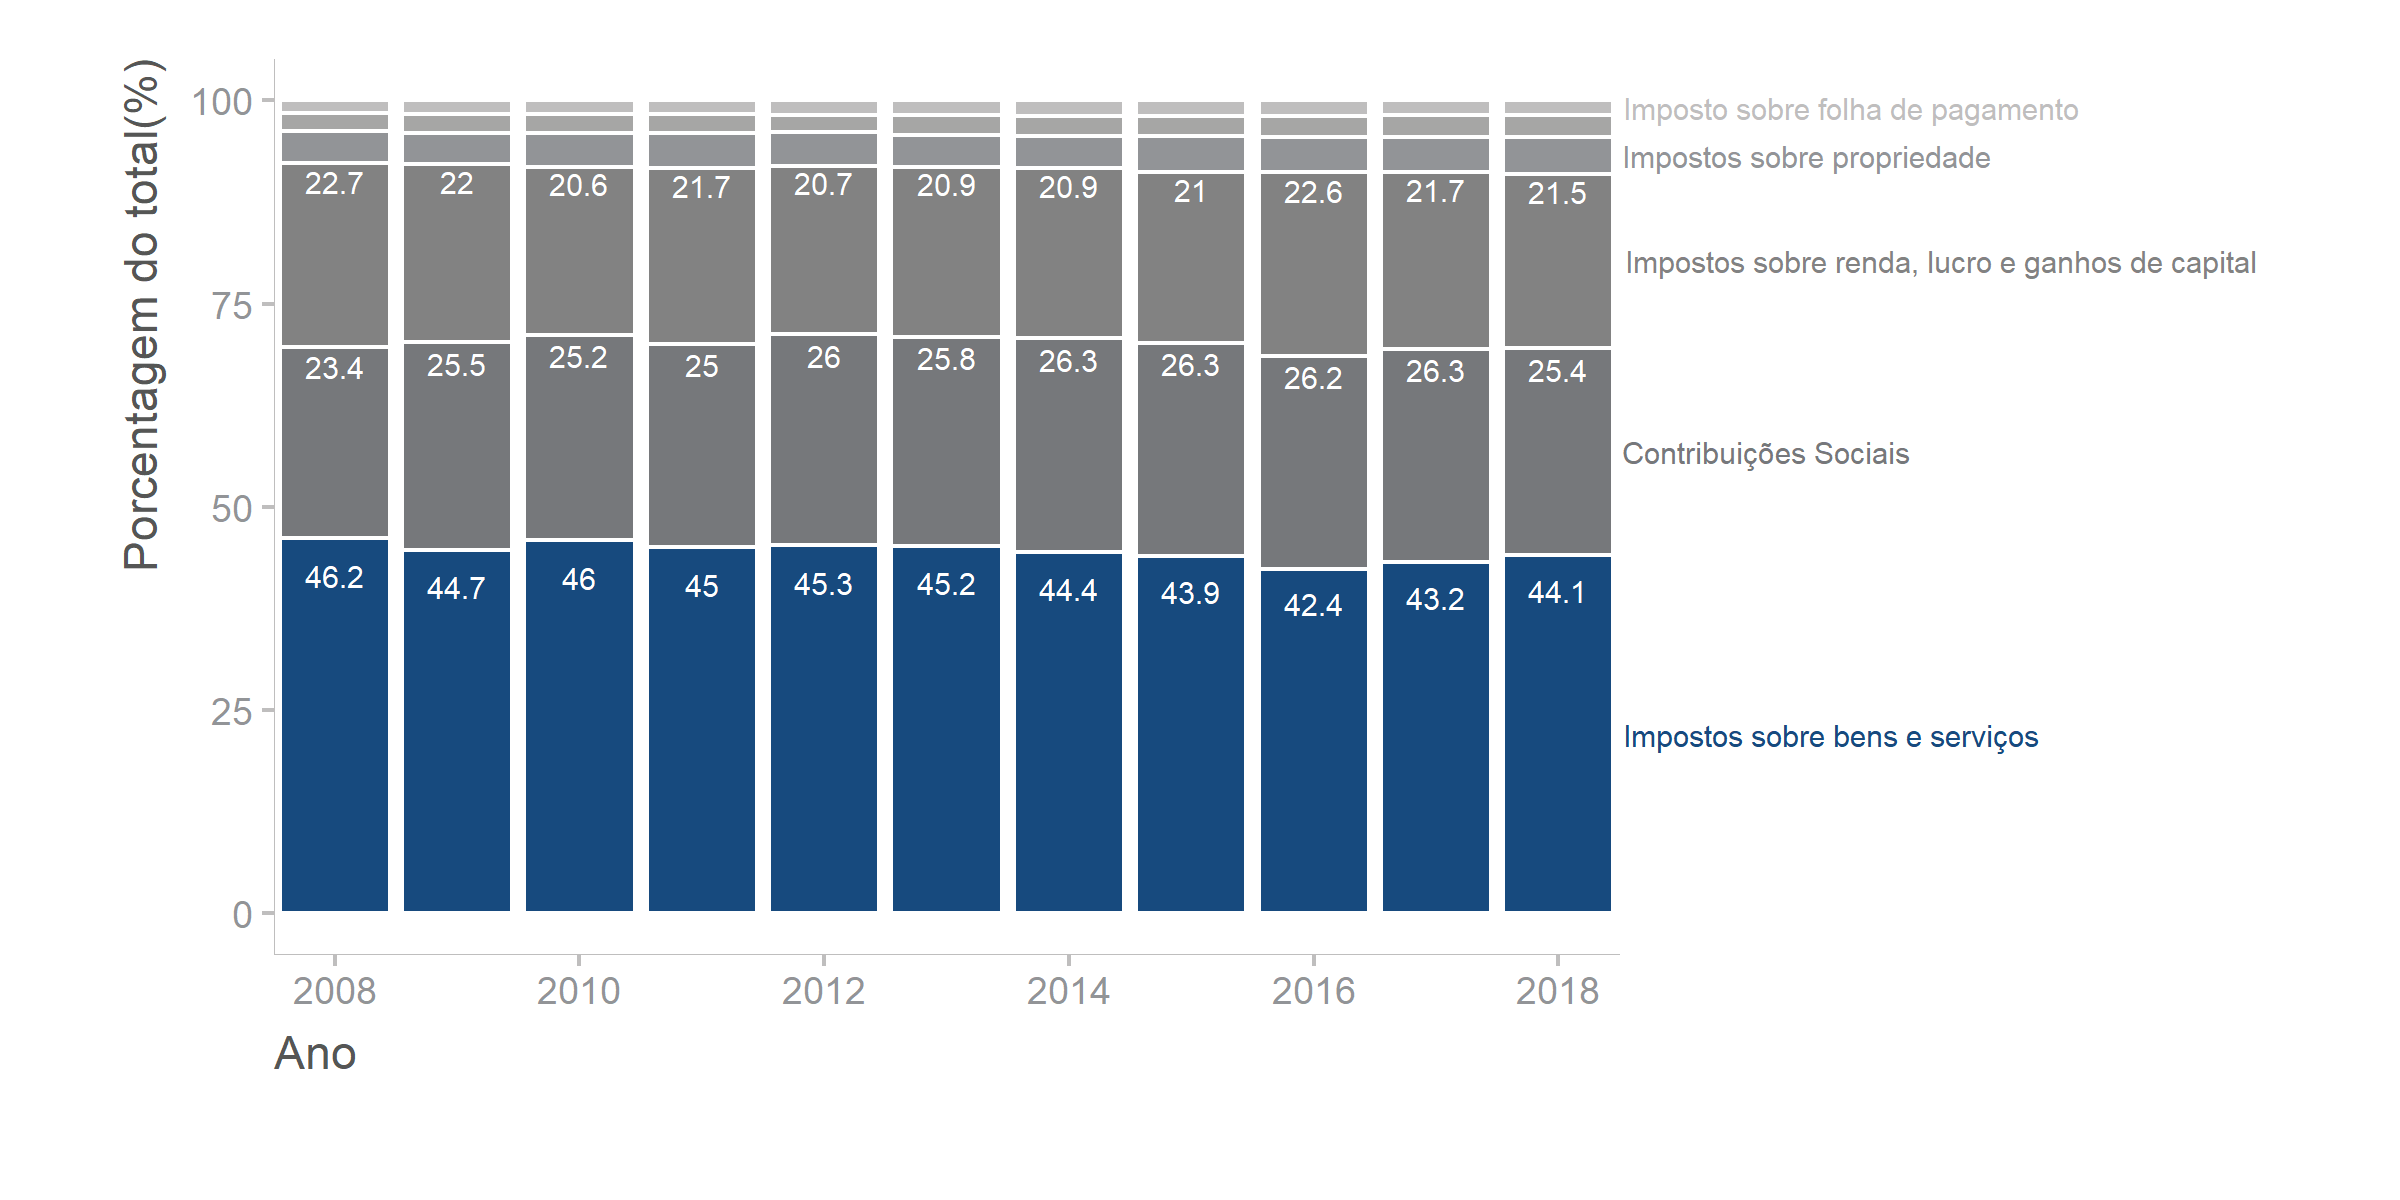 Porcentagem do total(%)
100
75
50
25
0
22.7 22 20.6 21.7 20.7 20.9 20.9 21 22.6 21.7 21.5
23.4 25.5 25.2 25 26 25.8 26.3 26.3 26.2 26.3 25.4
46.2 44.7 46 45 45.3 45.2 44.4 43.9 42.4 43.2 44.1
Imposto sobre folha de pagamento
Impostos sobre propriedade
Impostos sobre renda, lucro e ganhos de capital
Contribuições Sociais
Impostos sobre bens e serviços
2008 2010 2012 2014 2016 2018
Ano